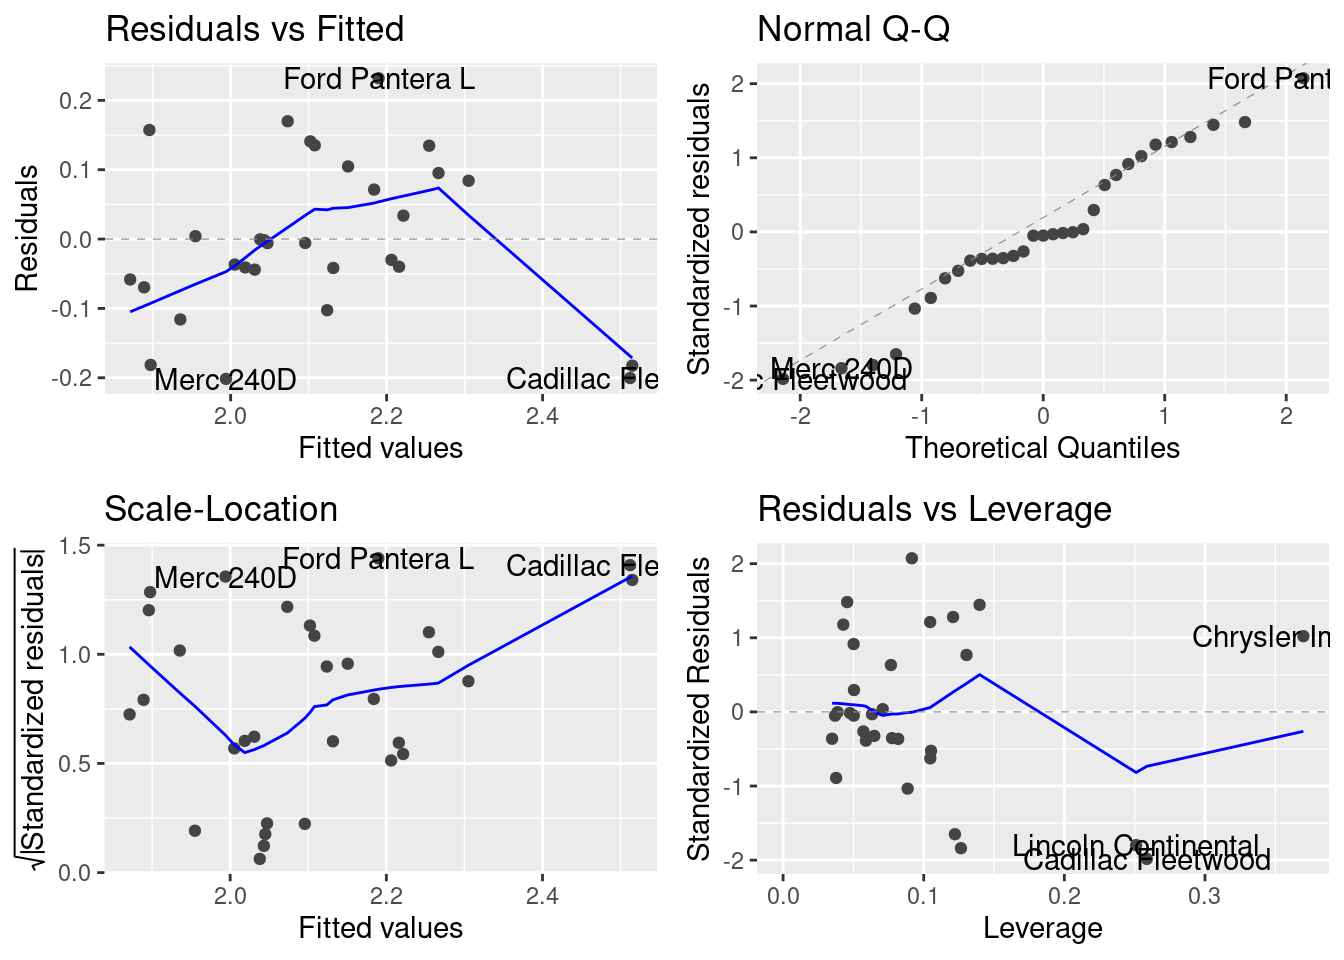 Residuals vs Fitted
Residuals
0.2
0.1
0.0
-0.1
-0.2
Ford Pantera L
Merc 240D
Cadillac Fle
2.0
2.2
2.4
Fitted values
Normal Q-Q
Standardized residuals
2
1
0
-1
-2
Ford Pant
Merc 240D
c Fleetwood
-2
-1
0
1
2
Theoretical Quantiles
Scale-Location
√|Standardized residuals|
1.5
1.0
0.5
0.0
Merc 240D
Ford Pantera L
Cadillac Fle
2.0
2.2
2.4
Fitted values
Residuals vs Leverage
Standardized Residuals
2
1
0
-1
-2
Chrysler Im
Lincoln Continental
Cadillac Fleetwood
0.0
0.1
0.2
0.3
Leverage